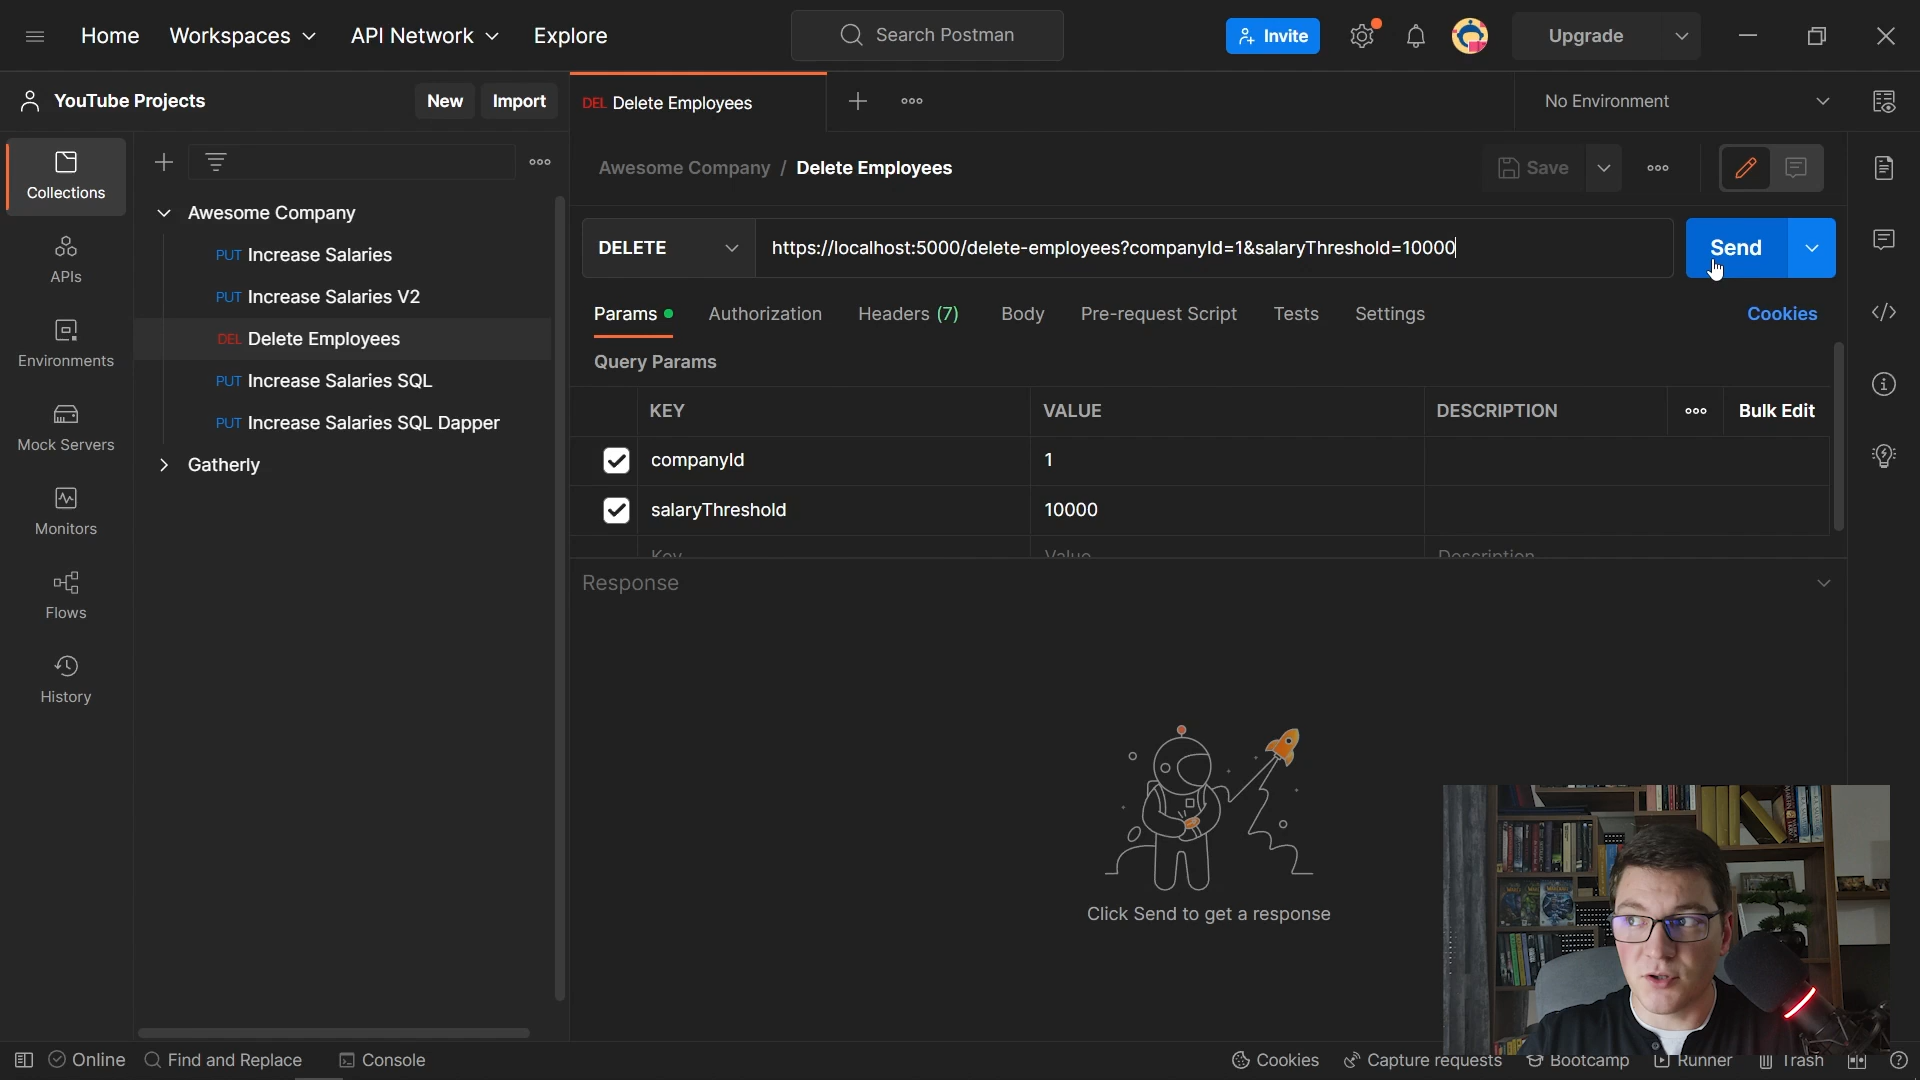 Home
Workspaces
API Network
Explore
Search Postman
Invite
Upgrade
YouTube Projects
New
Import
DEL Delete Employees
No Environment
Collections
APIs
Environments
Mock Servers
Monitors
Flows
History
Awesome Company
PUT Increase Salaries
PUT Increase Salaries V2
DEL Delete Employees
PUT Increase Salaries SQL
PUT Increase Salaries SQL Dapper
Gatherly
Awesome Company / Delete Employees
Save
DELETE
https://localhost:5000/delete-employees?companyId=1&salaryThreshold=10000
Send
Params
Authorization
Headers (7)
Body
Pre-request Script
Tests
Settings
Cookies
Query Params
KEY
VALUE
DESCRIPTION
Bulk Edit
companyId
1
salaryThreshold
10000
Key
Value
Description
Response
Click Send to get a response
Online
Find and Replace
Console
Cookies
Capture requests
Bootcamp
Runner
Trash